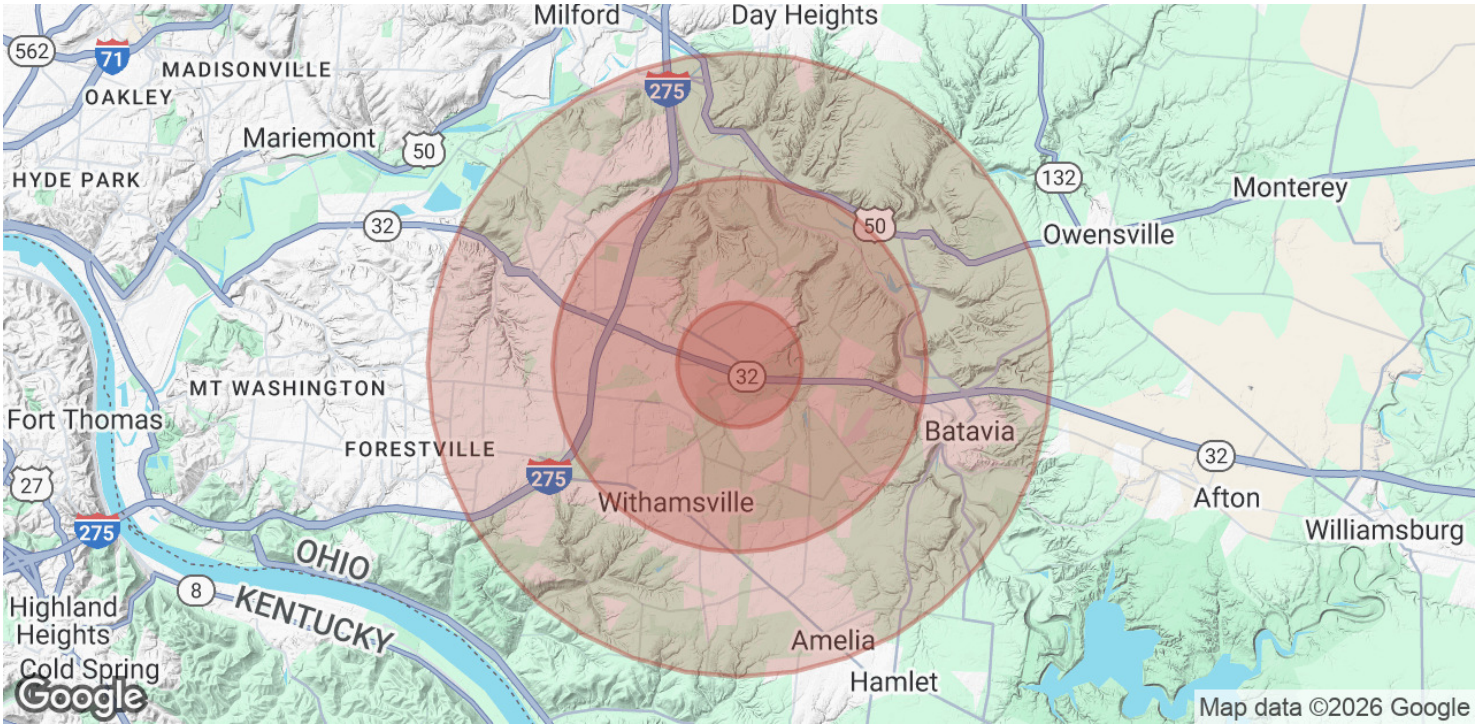 Milford
Day Heights
562
71
MADISONVILLE
275
OAKLEY
Mariemont
50
HYDE PARK
132
Monterey
32
50
Owensville
32
MT WASHINGTON
Fort Thomas
Batavia
FORESTVILLE
32
275
27
Withamsville
Afton
275
Williamsburg
OHIO
8
KENTUCKY
Highland
Heights
Amelia
Cold Spring
Hamlet
Google
Map data ©2026 Google